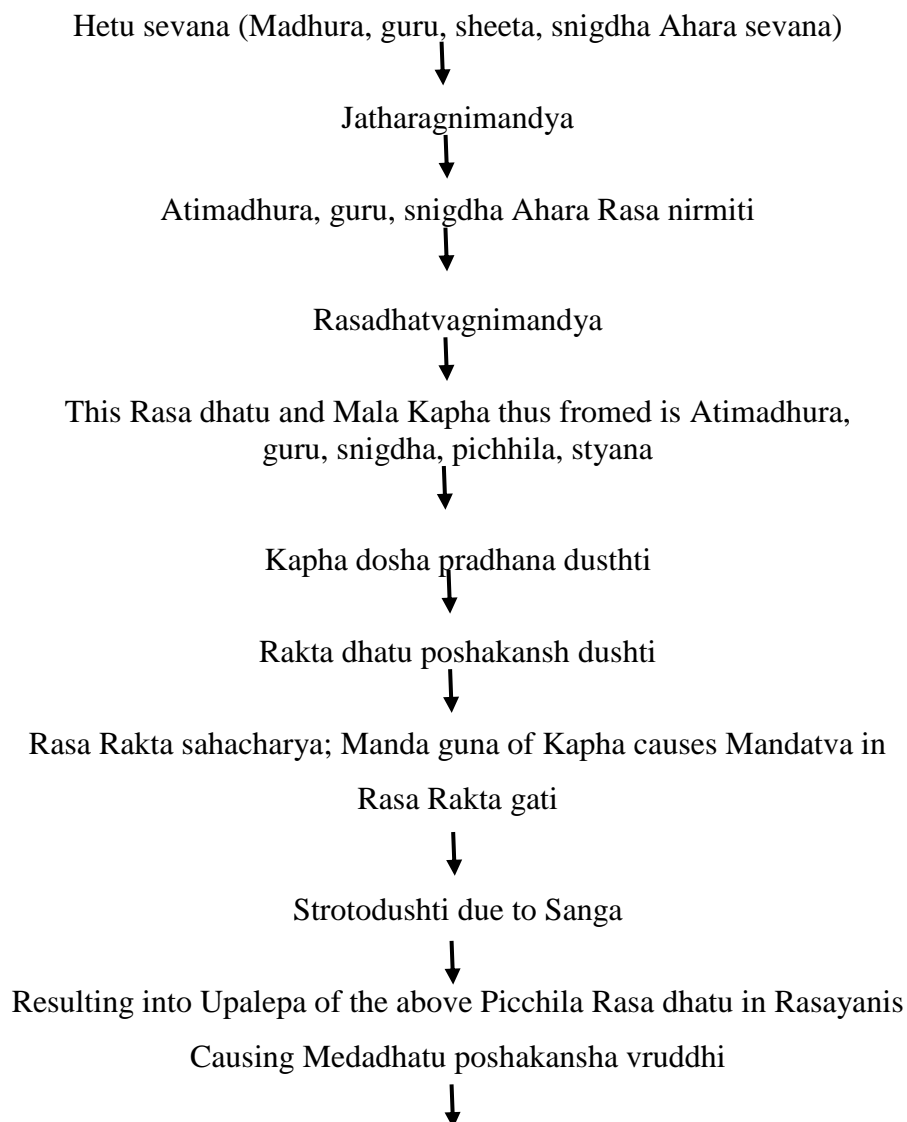 Hetu sevana (Madhura, guru, sheeta, snigdha Ahara sevana)
Jatharagnimandya
Atimadhura, guru, snigdha Ahara Rasa nirmiti
Rasadhatvagnimandya
This Rasa dhatu and Mala Kapha thus fromed is Atimadhura,
guru, snigdha, pichhila, styana
Kapha dosha pradhana dusthti
Rakta dhatu poshakansh dushti
Rasa Rakta sahacharya; Manda guna of Kapha causes Mandatva in
Rasa Rakta gati
Strotodushti due to Sanga
Resulting into Upalepa of the above Picchila Rasa dhatu in Rasayanis
Causing Medadhatu poshakansha vruddhi